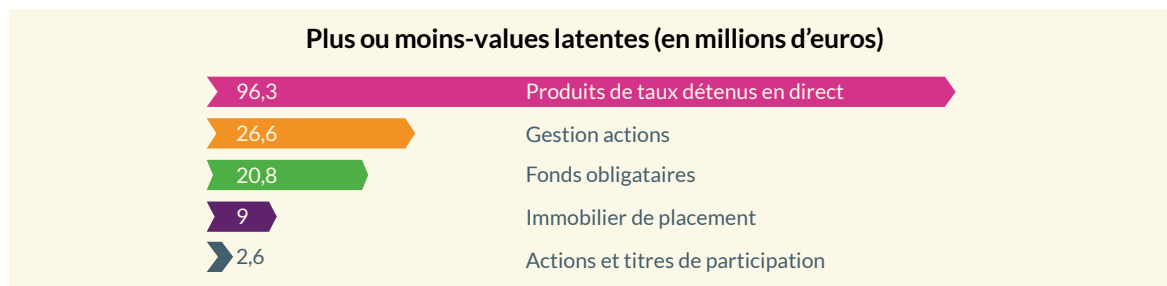 Plus ou moins-values latentes (en millions d’euros)
96,3 Produits de taux détenus en direct
26,6 Gestion actions
20,8 Fonds obligataires
9 Immobilier de placement
2,6 Actions et titres de participation